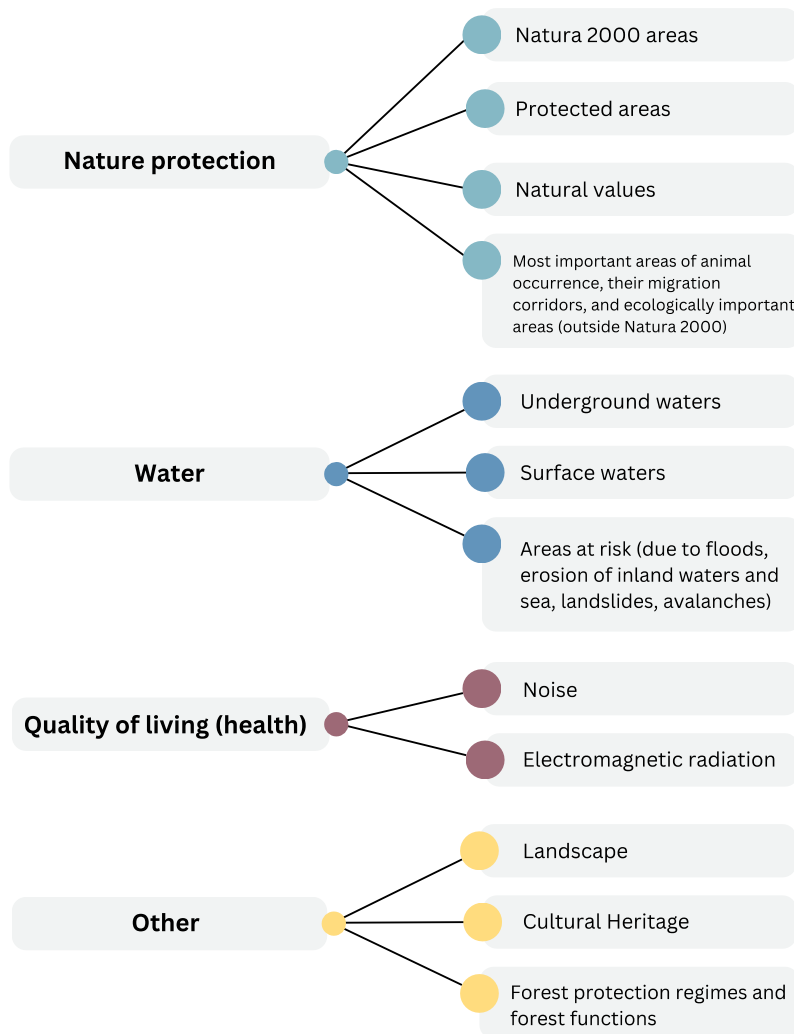 Nature protection
Natura 2000 areas
Protected areas
Natural values
Most important areas of animal
occurrence, their migration
corridors, and ecologically important
areas (outside Natura 2000)
Water
Underground waters
Surface waters
Areas at risk (due to floods,
erosion of inland waters and
sea, landslides, avalanches)
Quality of living (health)
Noise
Electromagnetic radiation
Other
Landscape
Cultural Heritage
Forest protection regimes and
forest functions